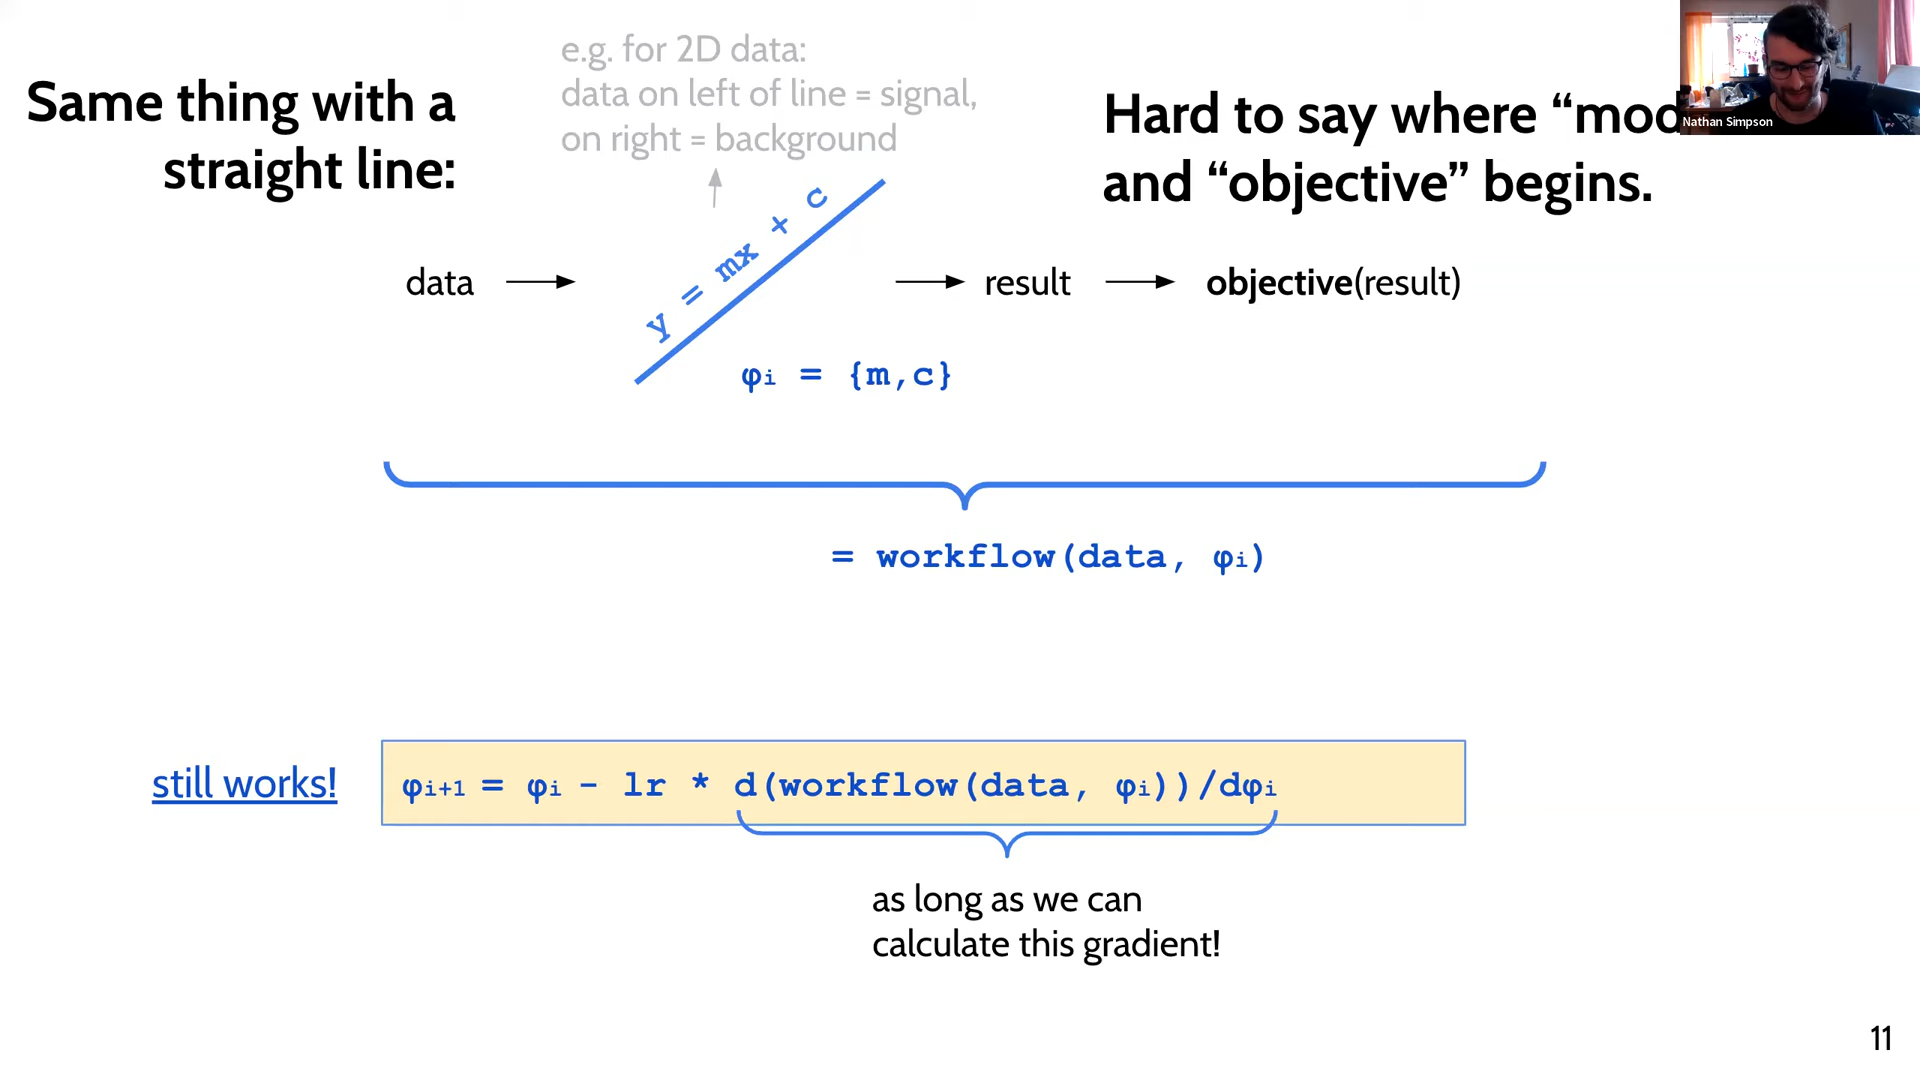 Same thing with a
straight line:
e.g. for 2D data:
data on left of line = signal,
on right = background
Hard to say where “mod
and “objective” begins.
Nathan Simpson
y = mx + c
data
result
objective(result)
φi = {m,c}
= workflow(data, φi)
still works!
φi+1 = φi - lr * d(workflow(data, φi))/dφi
as long as we can
calculate this gradient!
11